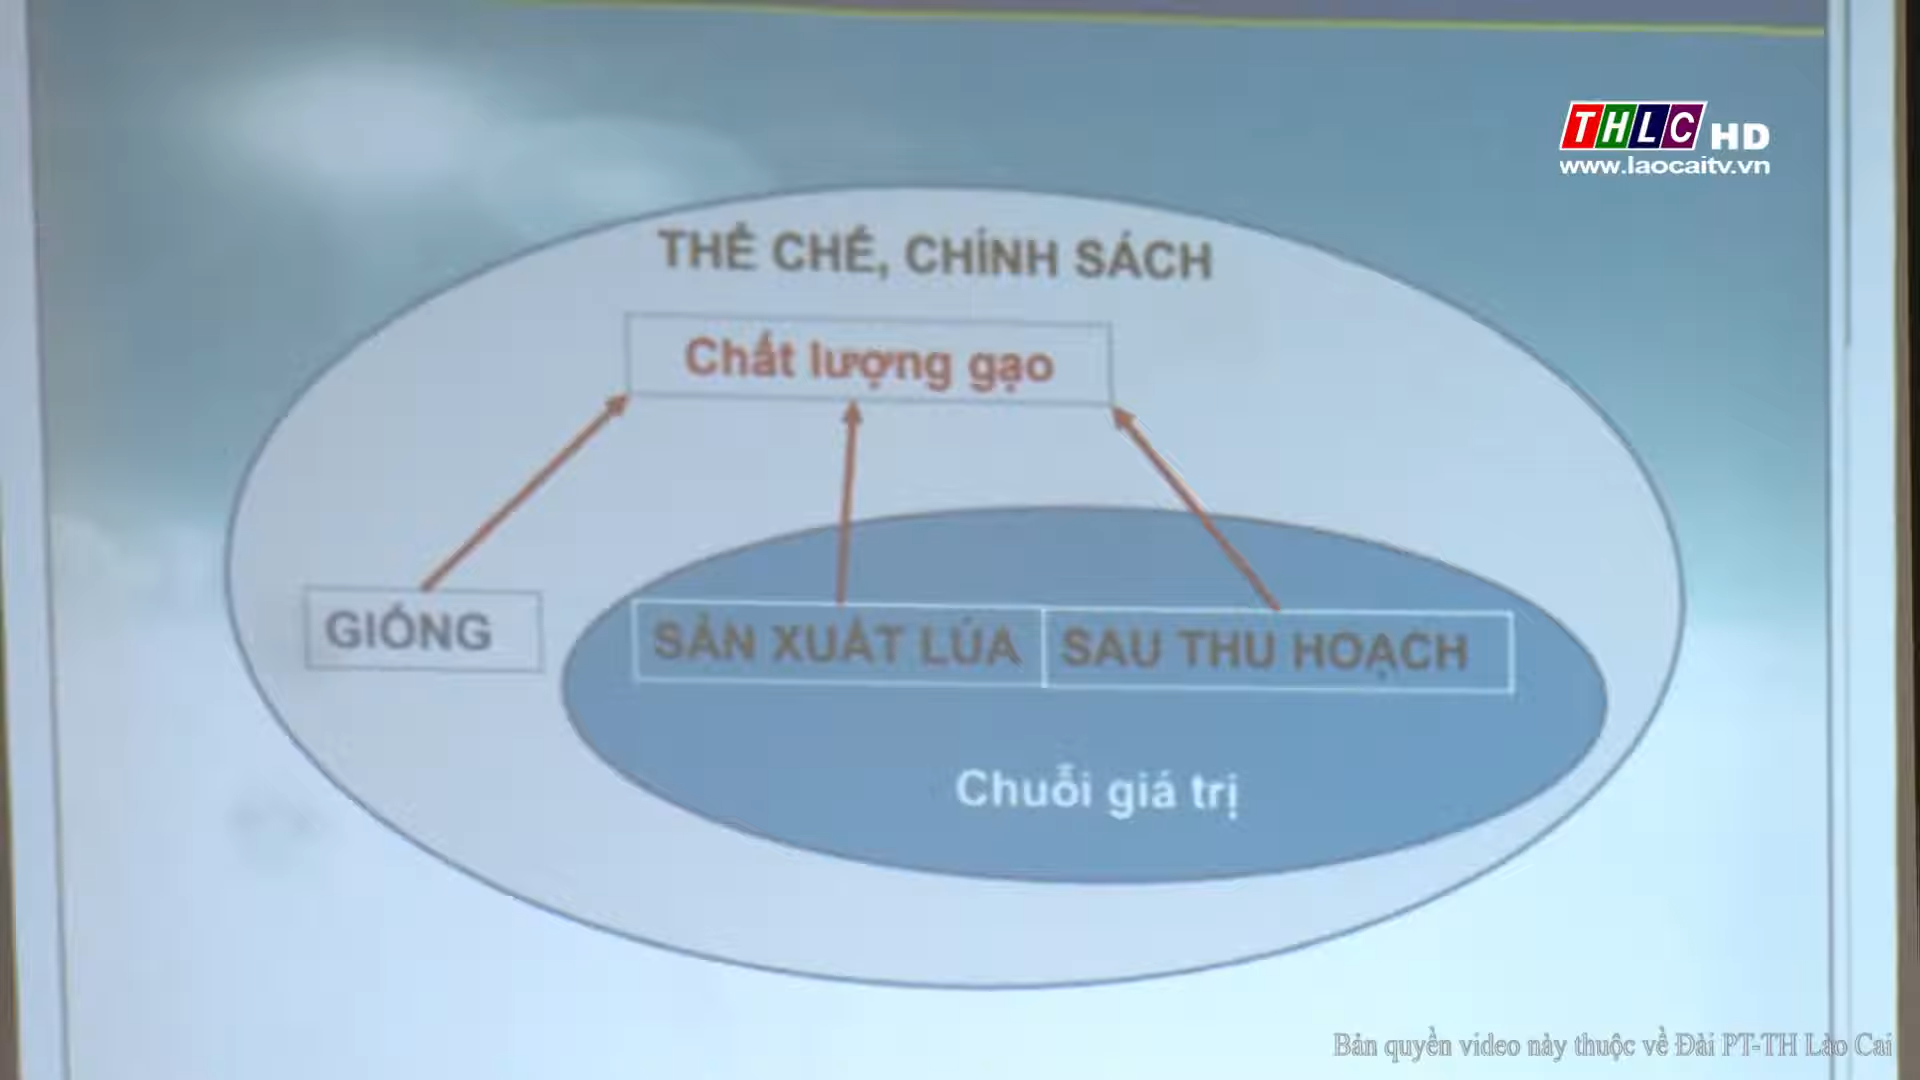 THLC HD
www.laocaitv.vn
THỂ CHẾ, CHÍNH SÁCH
Chất lượng gạo
GIỐNG
SẢN XUẤT LÚA
SAU THU HOẠCH
Chuỗi giá trị
Bản quyền video này thuộc về Đài PT-TH Lào Cai